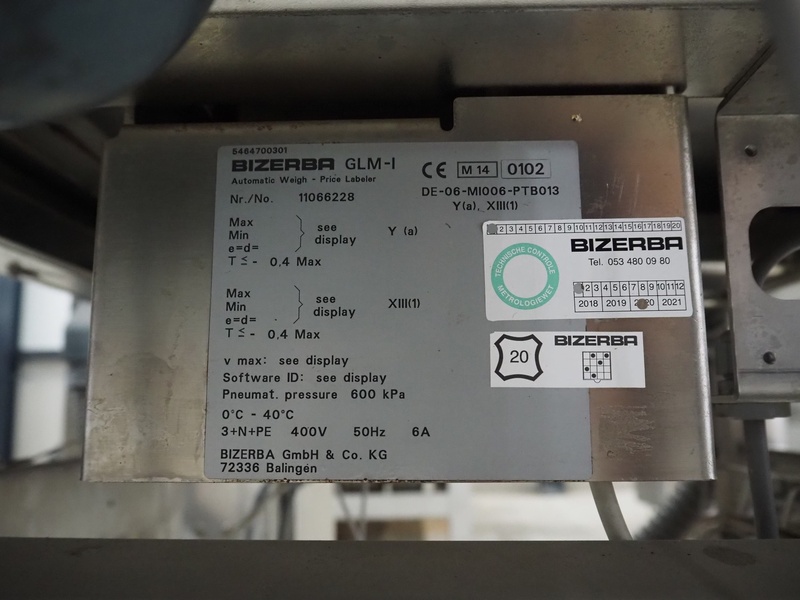 5464700301
BIZERBA GLM-I
Automatic Weigh - Price Labeler
CE M 14 0102
Nr./No. 11066228
DE-06-MI006-PTB013
Y(a), XIII(1)
Max
Min
e=d=
see
display
Y (a)
T ≤ - 0,4 Max
Max
Min
e=d=
see
display
XIII(1)
T ≤ - 0,4 Max
v max: see display
Software ID: see display
Pneumat. pressure 600 kPa
0°C - 40°C
3+N+PE 400V 50Hz 6A
BIZERBA GmbH & Co. KG
72336 Balingen
2 3 4 5 6 7 8 9 10 11 12 13 14 15 16 17 18 19 20
BIZERBA
Tel. 053 480 09 80
TECHNISCHE CONTROLE
METROLOGIEWET
2 3 4 5 6 7 8 9 10 11 12
2018 2019 2020 2021
20
BIZERBA